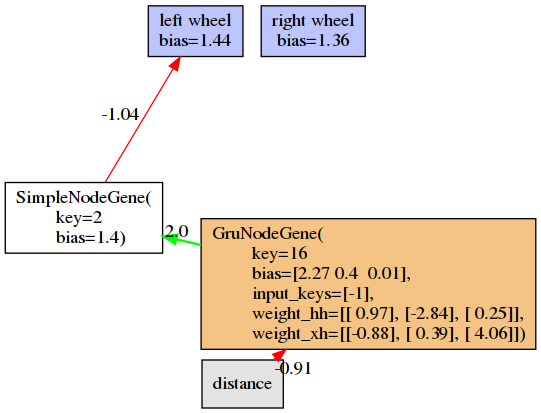 left wheel
bias=1.44
right wheel
bias=1.36
-1.04
SimpleNodeGene(
key=2
bias=1.4)
2.0
GruNodeGene(
key=16
bias=[2.27 0.4  0.01],
input_keys=[-1],
weight_hh=[[ 0.97], [-2.84], [ 0.25]],
weight_xh=[[-0.88], [ 0.39], [ 4.06]])
-0.91
distance